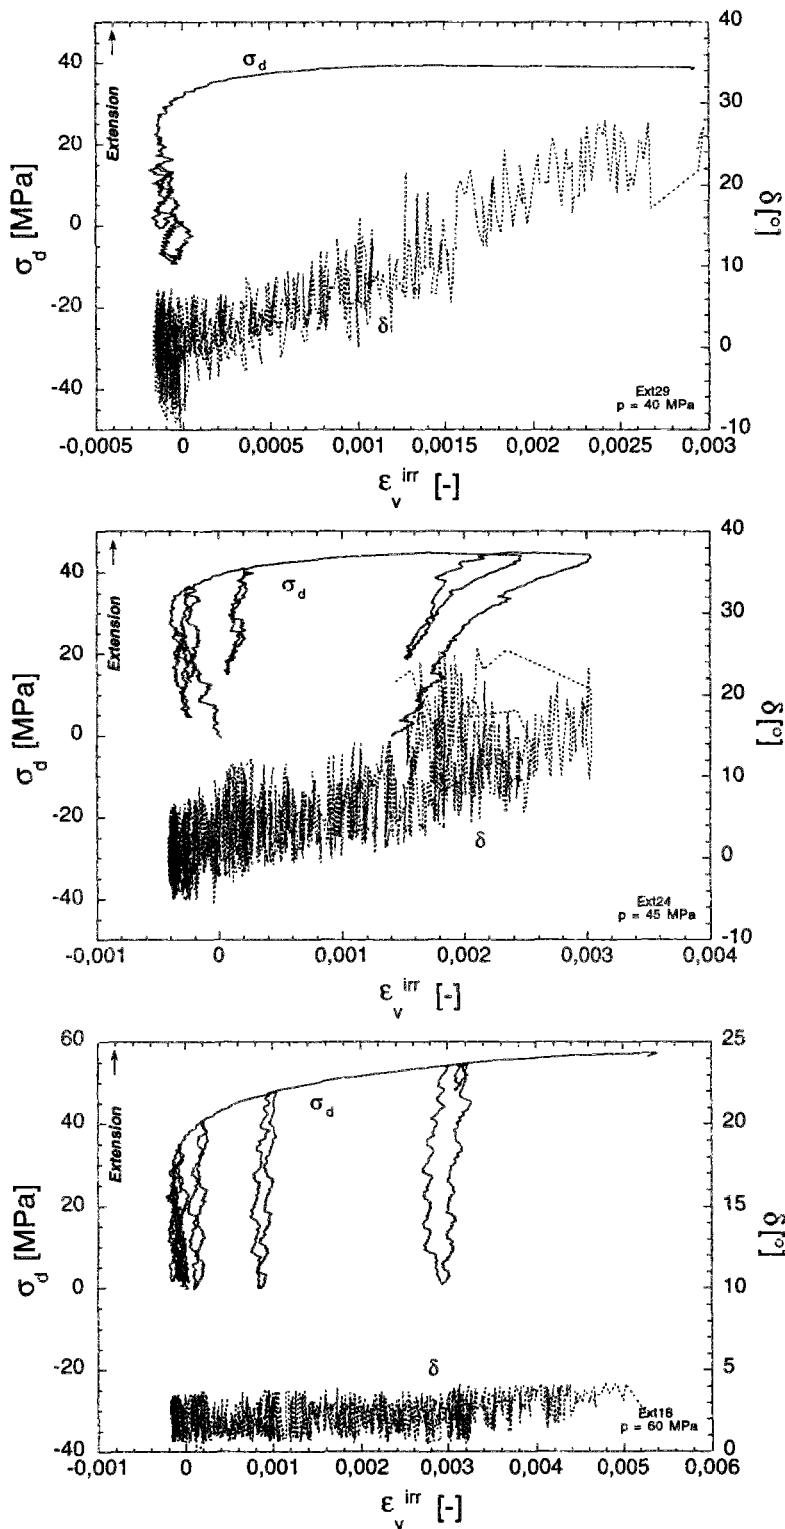 40
40
σd
20
Extension
30
20
0
σd [MPa]
δ [°]
10
-20
δ
0
-40
Ext29
p = 40 MPa
-10
-0,0005
0
0,0005
0,001
0,0015
0,002
0,0025
0,003
εv irr [-]
40
40
σd
Extension
30
20
20
0
σd [MPa]
δ [°]
10
-20
δ
0
-40
Ext24
p = 45 MPa
-10
-0,001
0
0,001
0,002
0,003
0,004
εv irr [-]
60
25
Extension
σd
40
20
20
15
σd [MPa]
δ [°]
0
10
-20
δ
5
Ext18
p = 60 MPa
-40
0
-0,001
0
0,001
0,002
0,003
0,004
0,005
0,006
εv irr [-]